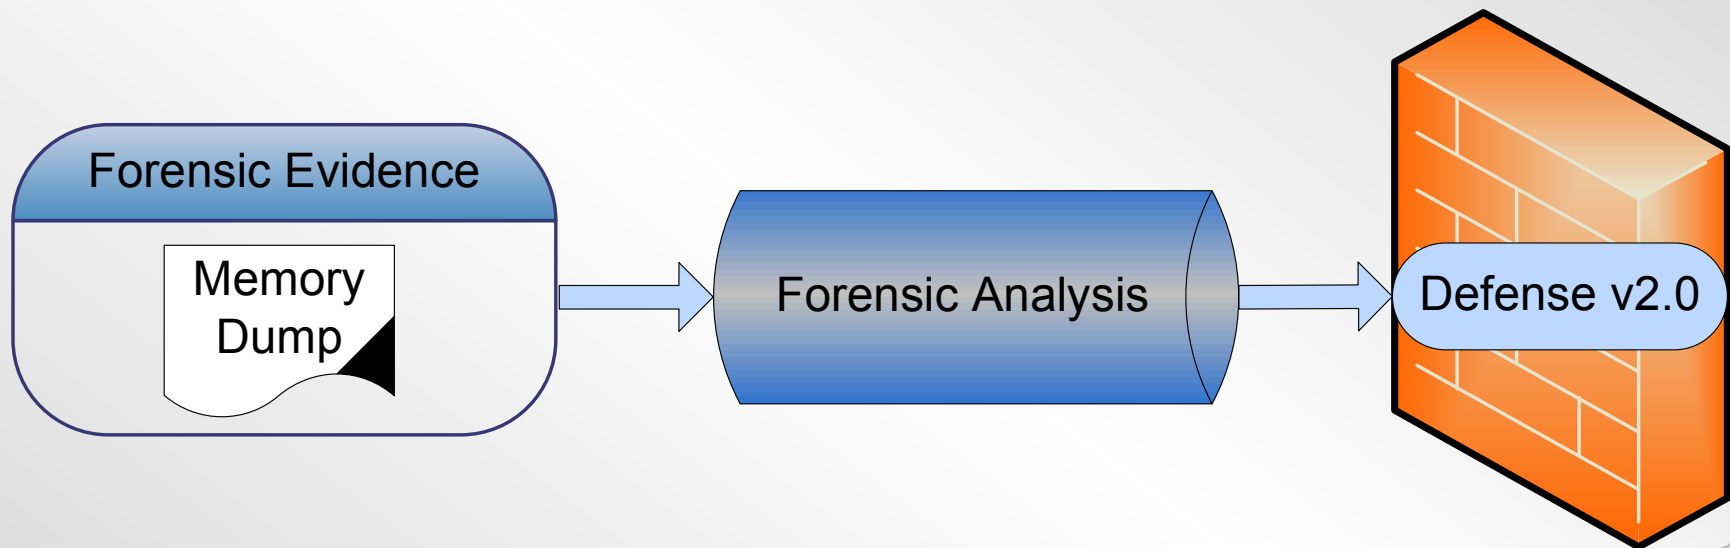 Forensic Evidence
Memory
Dump
Forensic Analysis
Defense v2.0